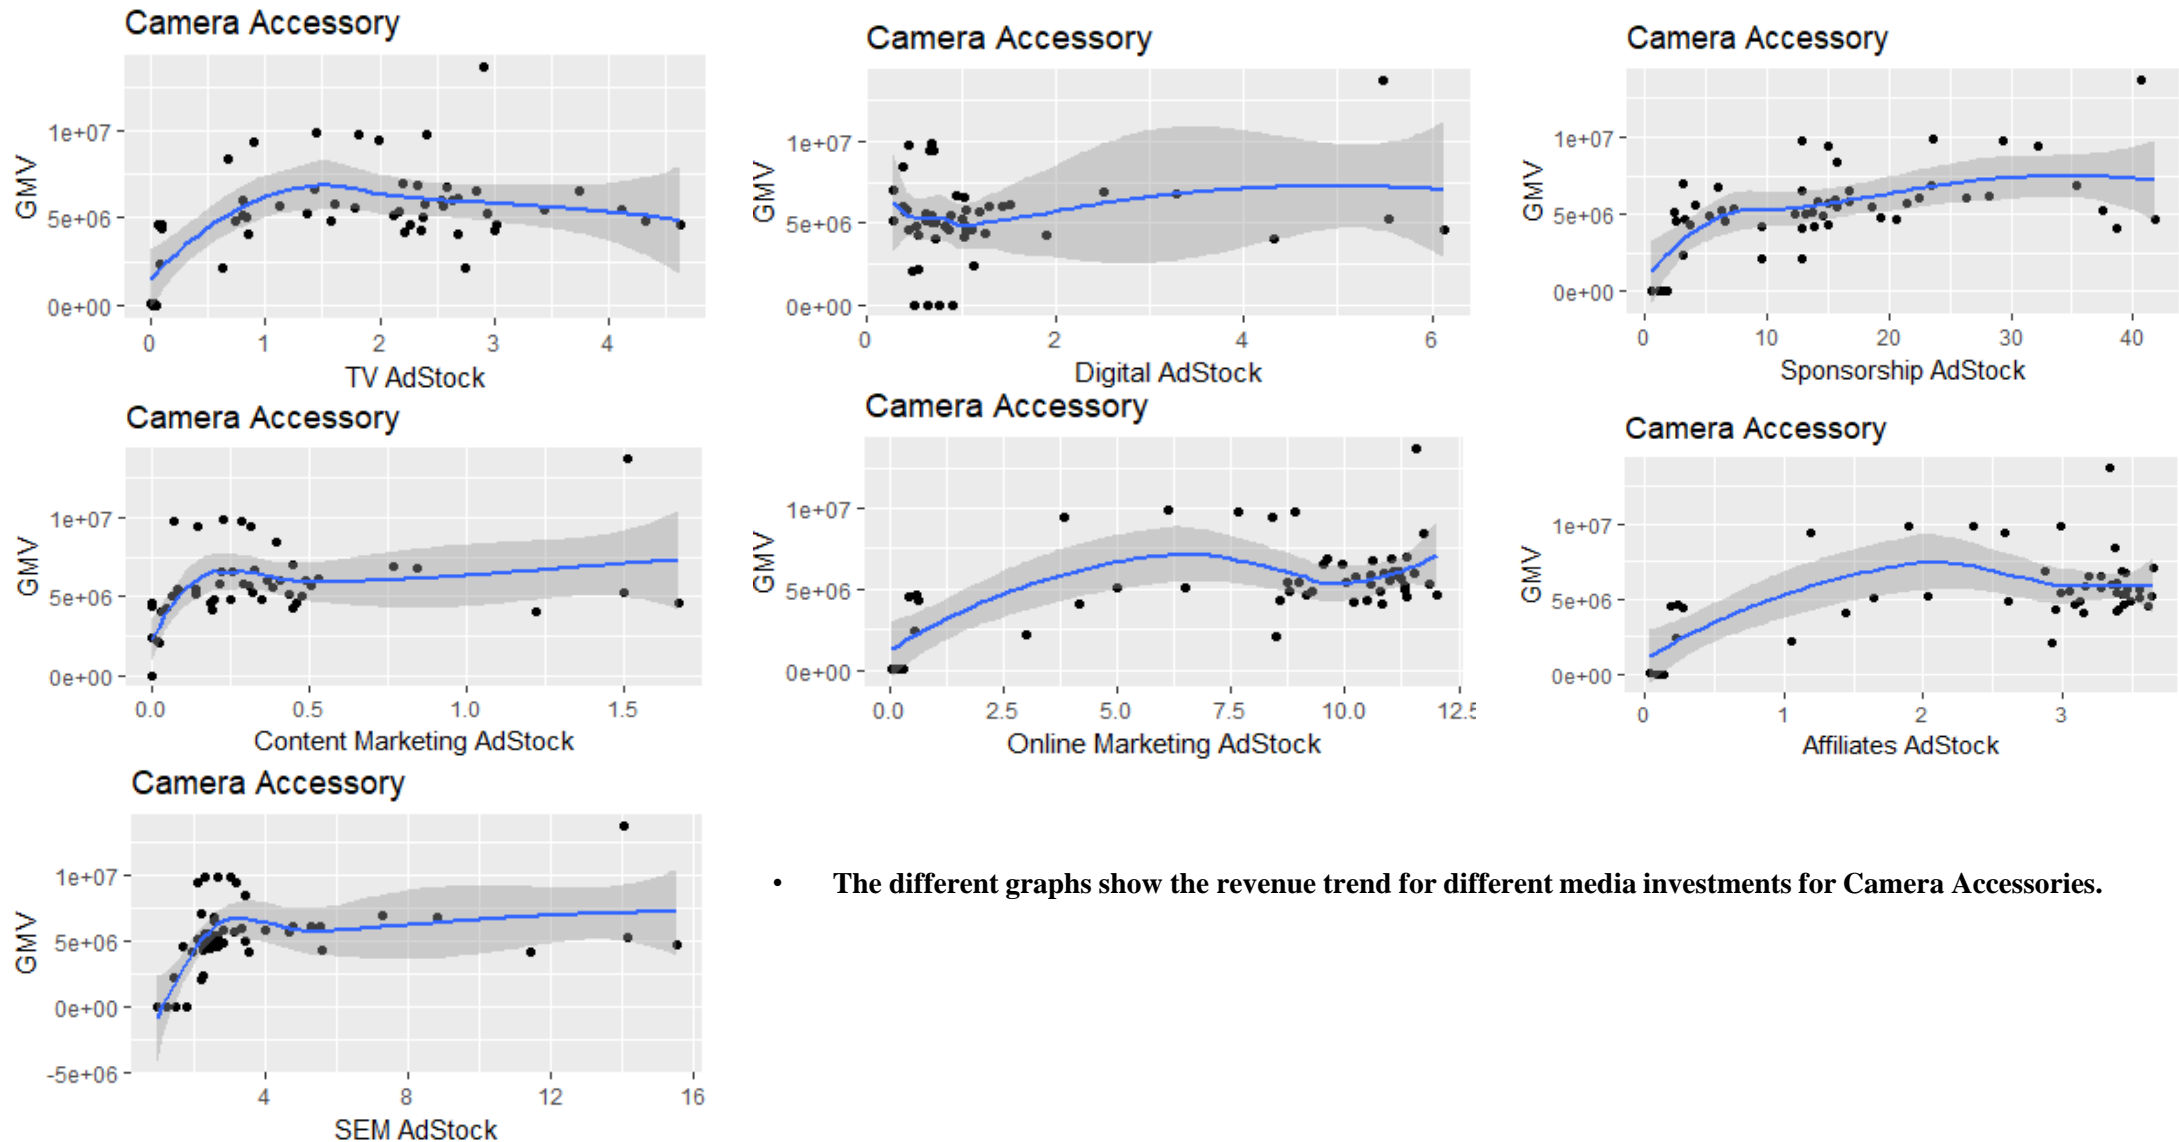 Camera Accessory
GMV
1e+07
5e+06
0e+00
0 1 2 3 4
TV AdStock
Camera Accessory
GMV
1e+07
5e+06
0e+00
0 2 4 6
Digital AdStock
Camera Accessory
GMV
1e+07
5e+06
0e+00
0 10 20 30 40
Sponsorship AdStock
Camera Accessory
GMV
1e+07
5e+06
0e+00
0.0 0.5 1.0 1.5
Content Marketing AdStock
Camera Accessory
GMV
1e+07
5e+06
0e+00
0.0 2.5 5.0 7.5 10.0 12.5
Online Marketing AdStock
Camera Accessory
GMV
1e+07
5e+06
0e+00
0 1 2 3
Affiliates AdStock
Camera Accessory
GMV
1e+07
5e+06
0e+00
-5e+06
4 8 12 16
SEM AdStock
• The different graphs show the revenue trend for different media investments for Camera Accessories.